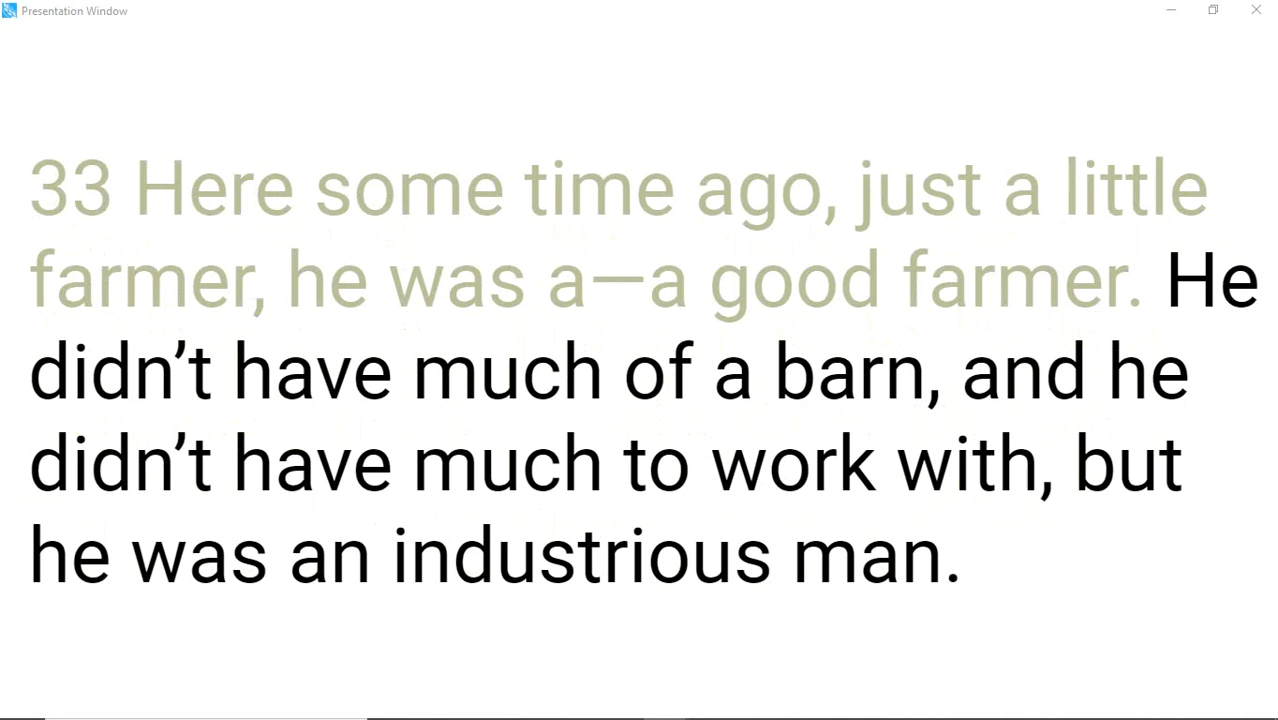 Presentation Window
33 Here some time ago, just a little
farmer, he was a—a good farmer. He
didn’t have much of a barn, and he
didn’t have much to work with, but
he was an industrious man.